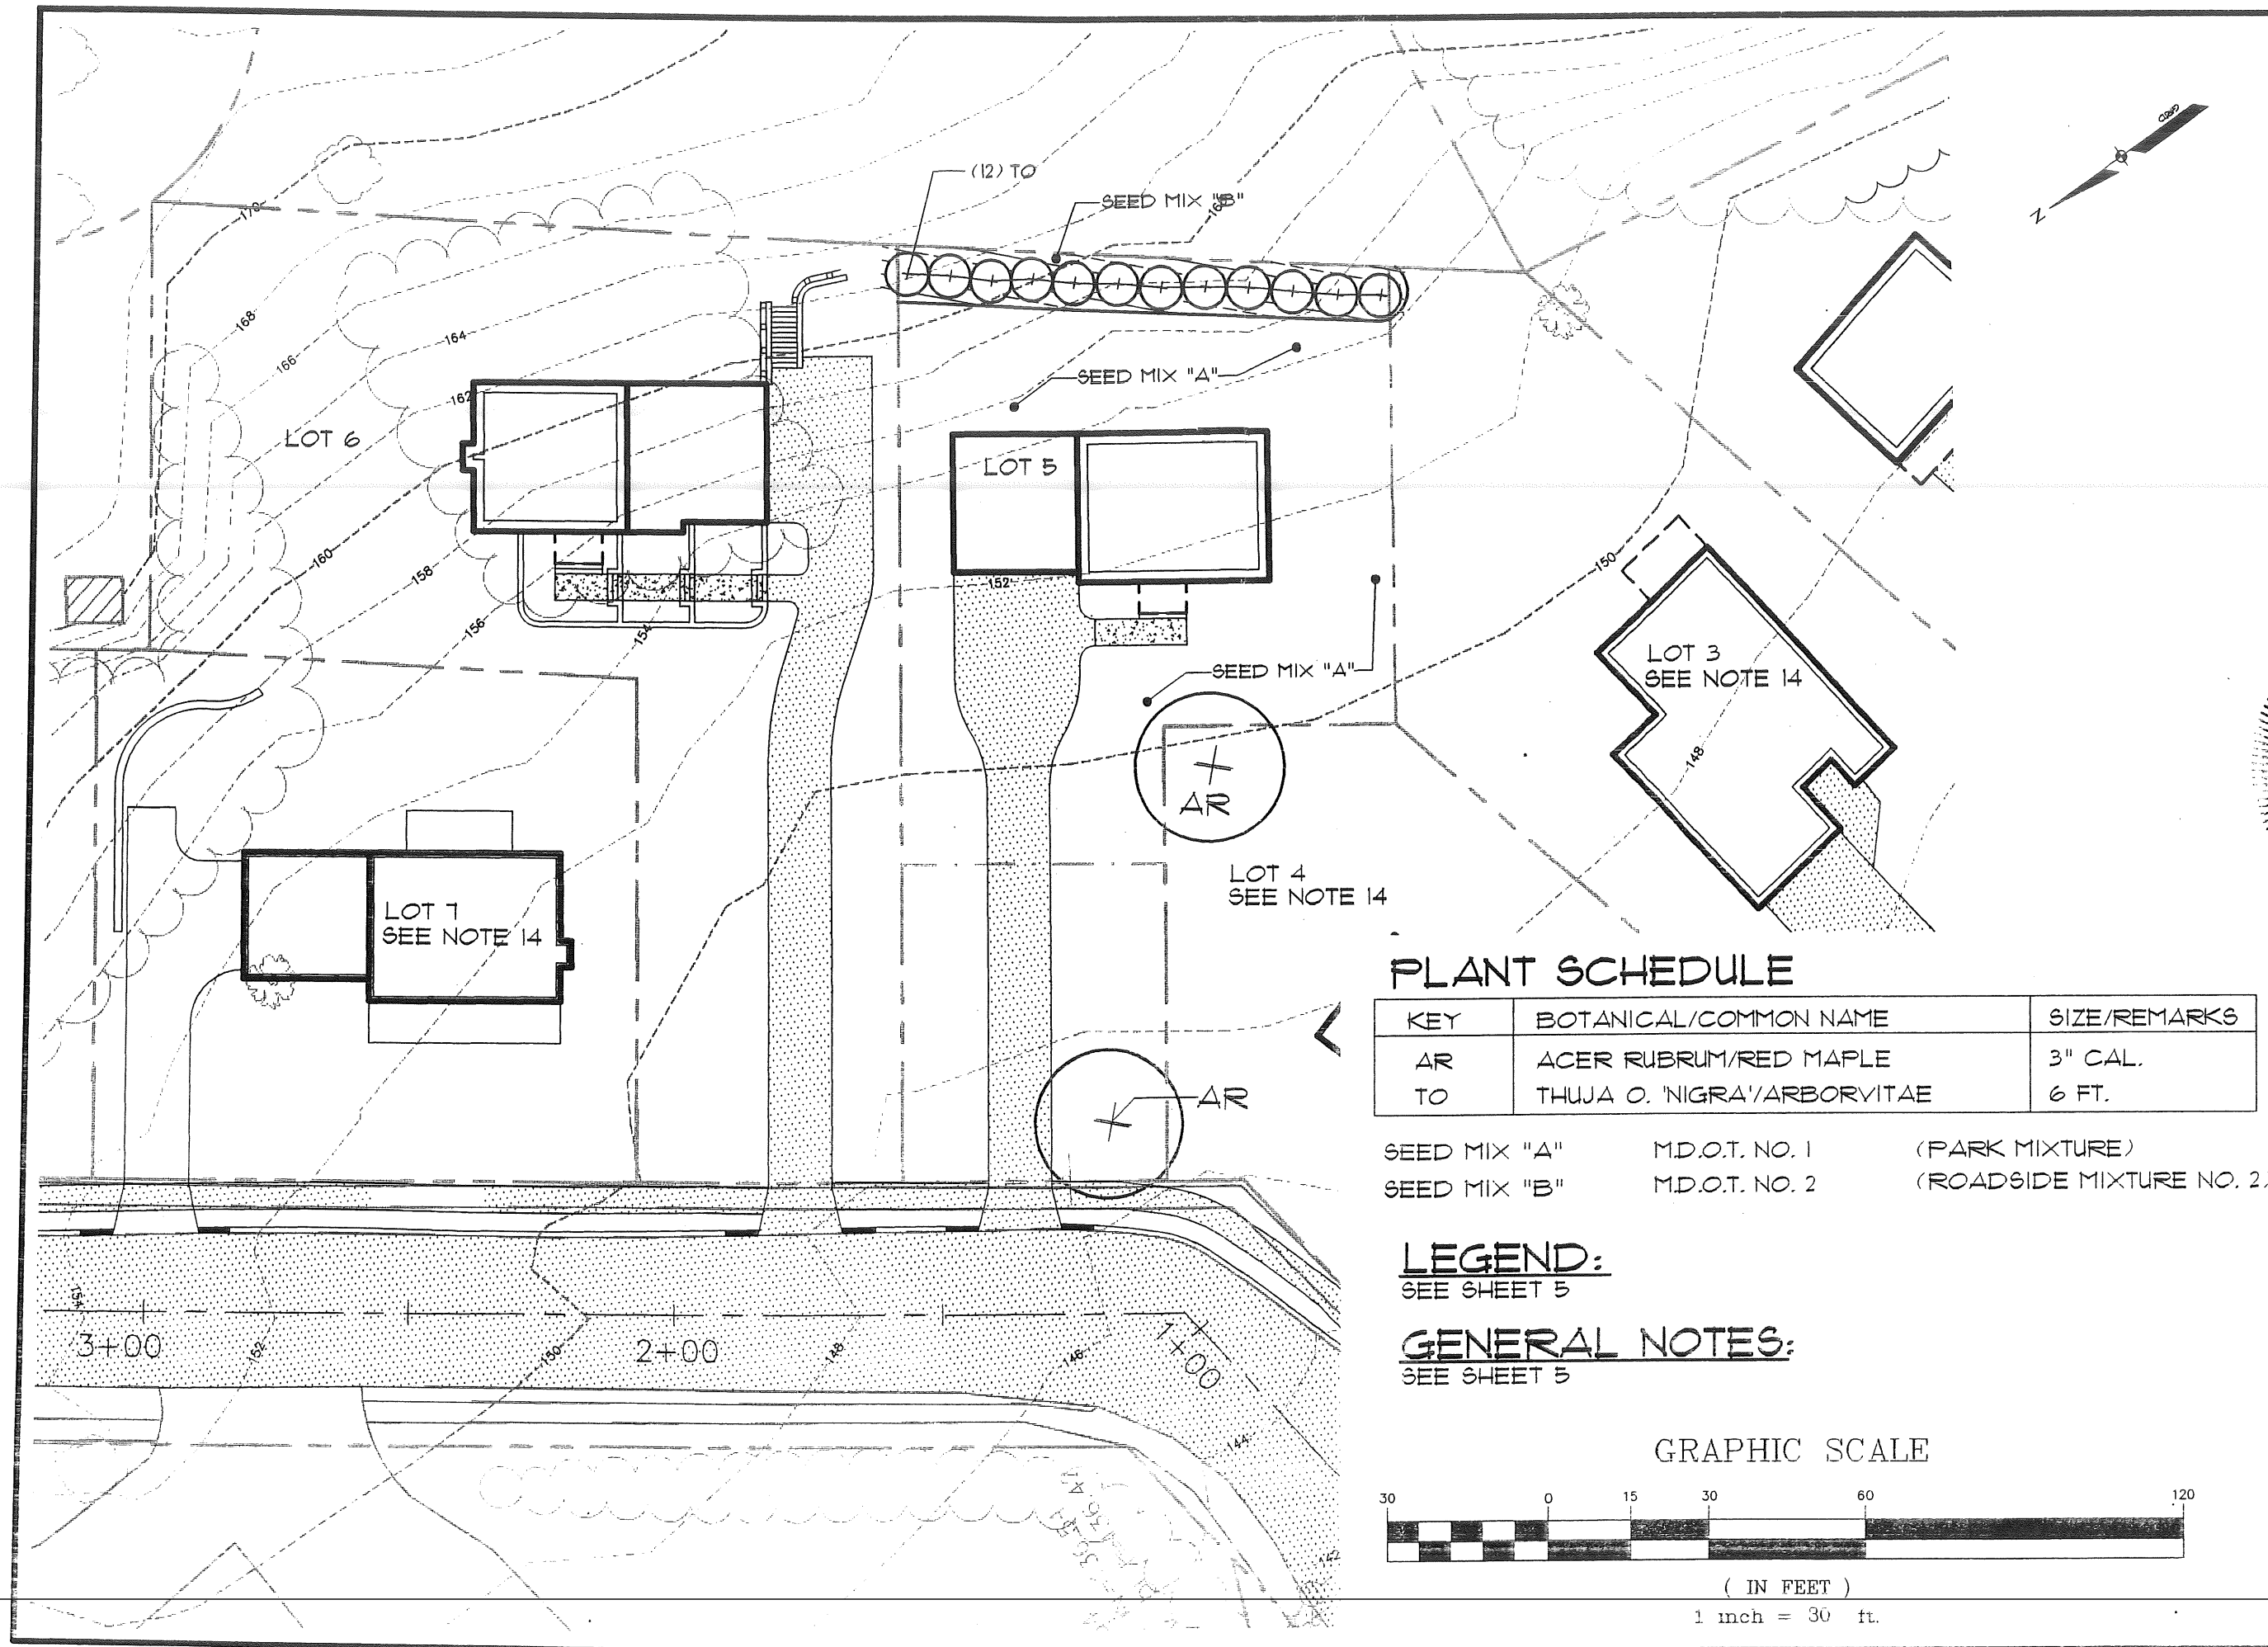 (12) TO
SEED MIX "B"
170
168
166
164
162
160
158
156
154
152
150
148
N
SEED MIX "A"
LOT 6
LOT 5
SEED MIX "A"
LOT 3
SEE NOTE 14
AR
LOT 4
SEE NOTE 14
LOT 7
SEE NOTE 14
AR
PLANT SCHEDULE
KEY BOTANICAL/COMMON NAME SIZE/REMARKS
AR ACER RUBRUM/RED MAPLE 3" CAL.
TO THUJA O. 'NIGRA'/ARBORVITAE 6 FT.
SEED MIX "A" M.D.O.T. NO. 1 (PARK MIXTURE)
SEED MIX "B" M.D.O.T. NO. 2 (ROADSIDE MIXTURE NO. 2)
LEGEND:
SEE SHEET 5
GENERAL NOTES:
SEE SHEET 5
154
3+00
152
150
2+00
148
146
1+00
144
142
GRAPHIC SCALE
30 0 15 30 60 120
( IN FEET )
1 inch = 30 ft.